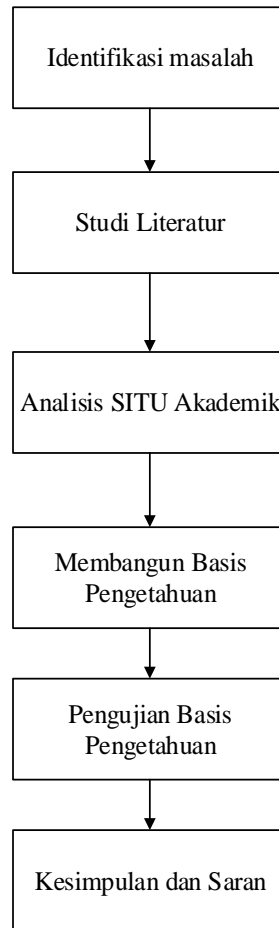 Identifikasi masalah
Studi Literatur
Analisis SITU Akademik
Membangun Basis
Pengetahuan
Pengujian Basis
Pengetahuan
Kesimpulan dan Saran